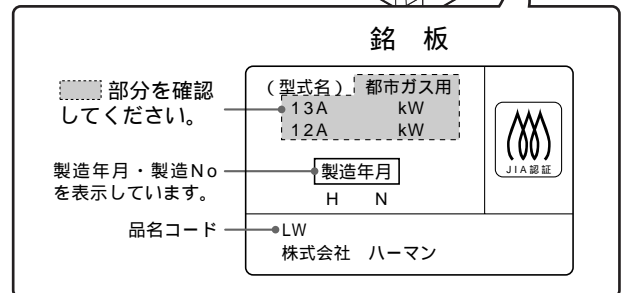 銘 板
部分を確認
してください。
(型式名) 都市ガス用
13A kW
12A kW
製造年月・製造No
を表示しています。
製造年月
H N
JIA認証
品名コード
LW
株式会社 ハーマン